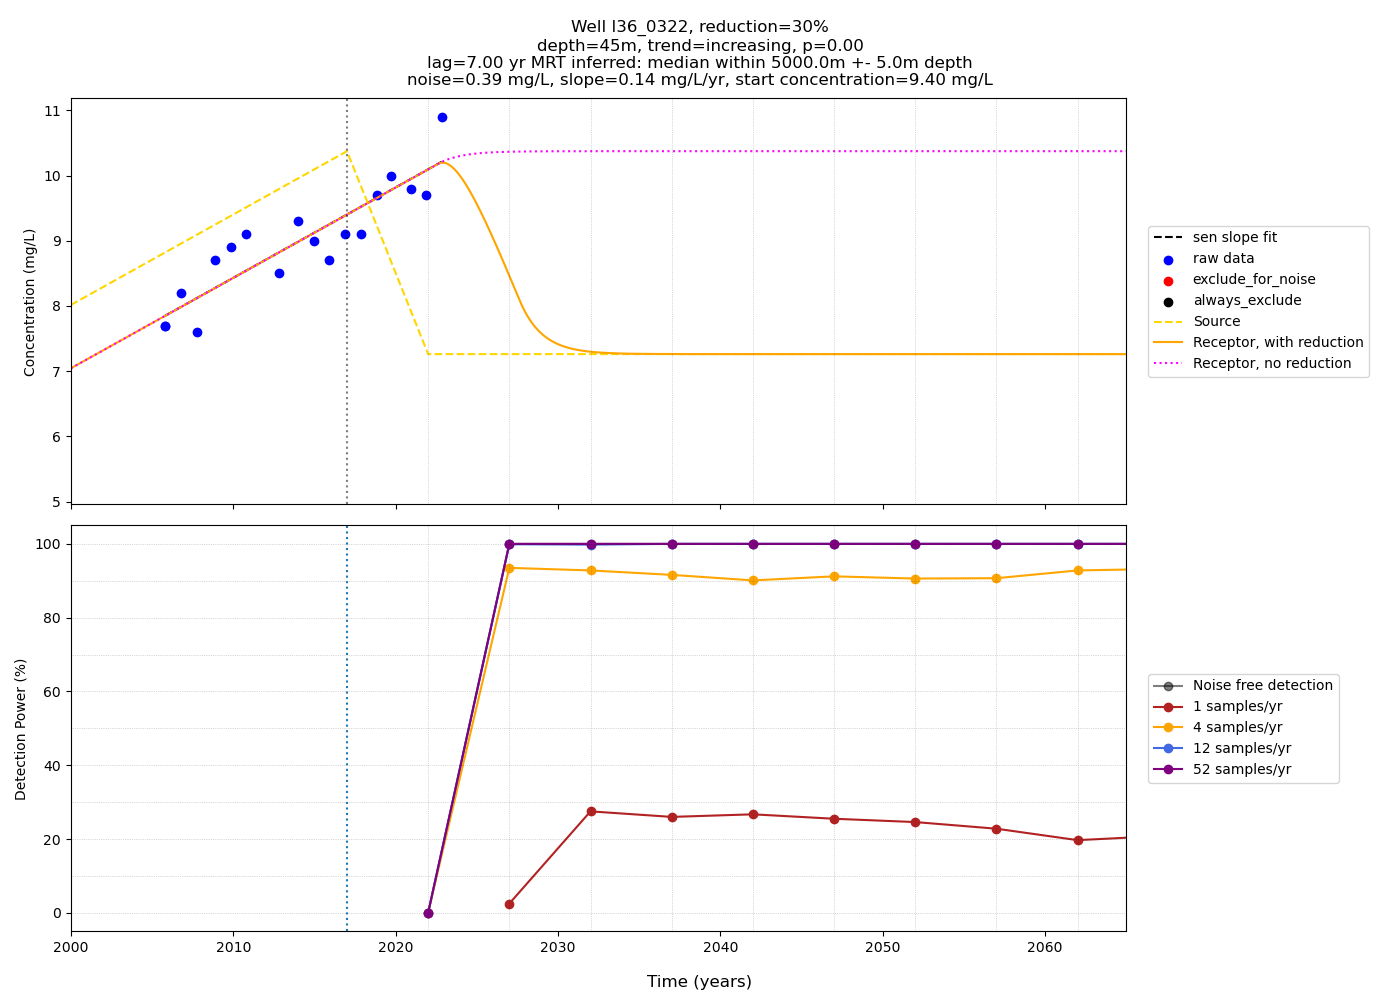 Well l36_0322, reduction=30%
depth=45m, trend=increasing, p=0.00
lag=7.00 yr MRT inferred: median within 5000.0m +- 5.0m depth
noise=0.39 mg/L, slope=0.14 mg/L/yr, start concentration=9.40 mg/L
11
10
9
8
7
6
5
Concentration (mg/L)
sen slope fit
raw data
exclude_for_noise
always_exclude
Source
Receptor, with reduction
Receptor, no reduction
100
80
60
40
20
0
Detection Power (%)
Noise free detection
1 samples/yr
4 samples/yr
12 samples/yr
52 samples/yr
2000 2010 2020 2030 2040 2050 2060
Time (years)